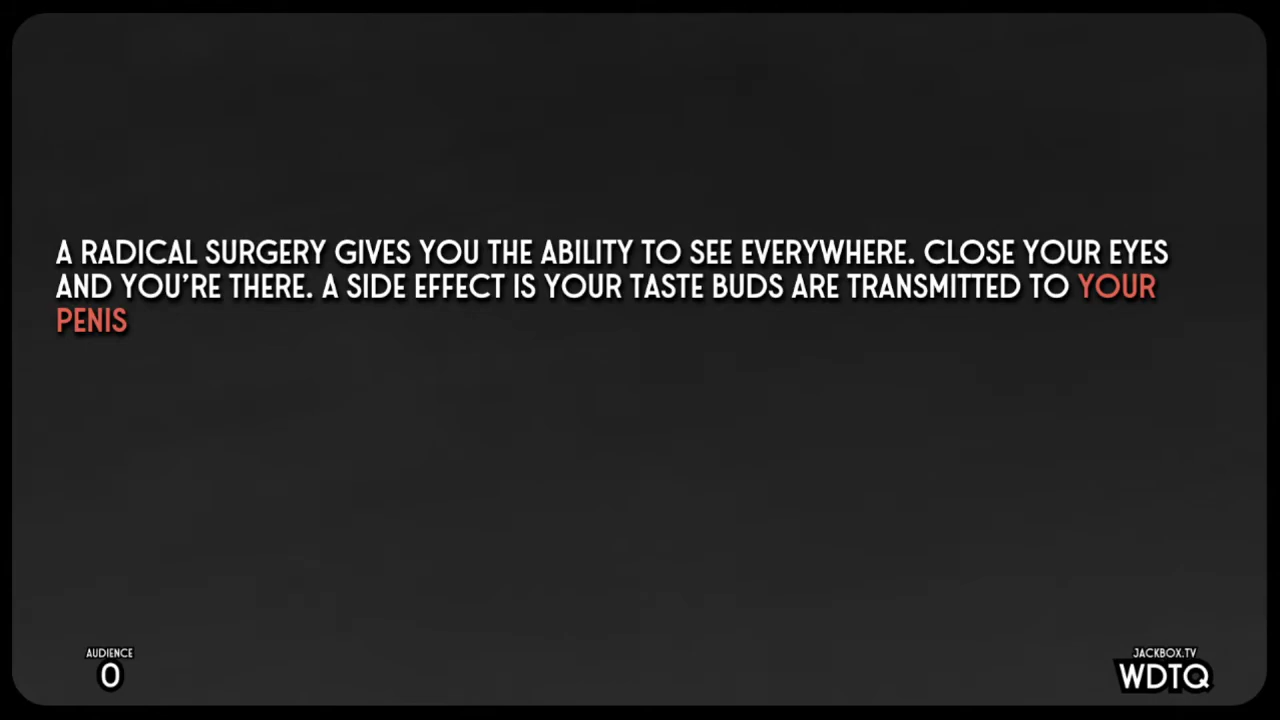 A RADICAL SURGERY GIVES YOU THE ABILITY TO SEE EVERYWHERE. CLOSE YOUR EYES
AND YOU'RE THERE. A SIDE EFFECT IS YOUR TASTE BUDS ARE TRANSMITTED TO YOUR
PENIS
AUDIENCE
0
JACKBOX.TV
WDTQ